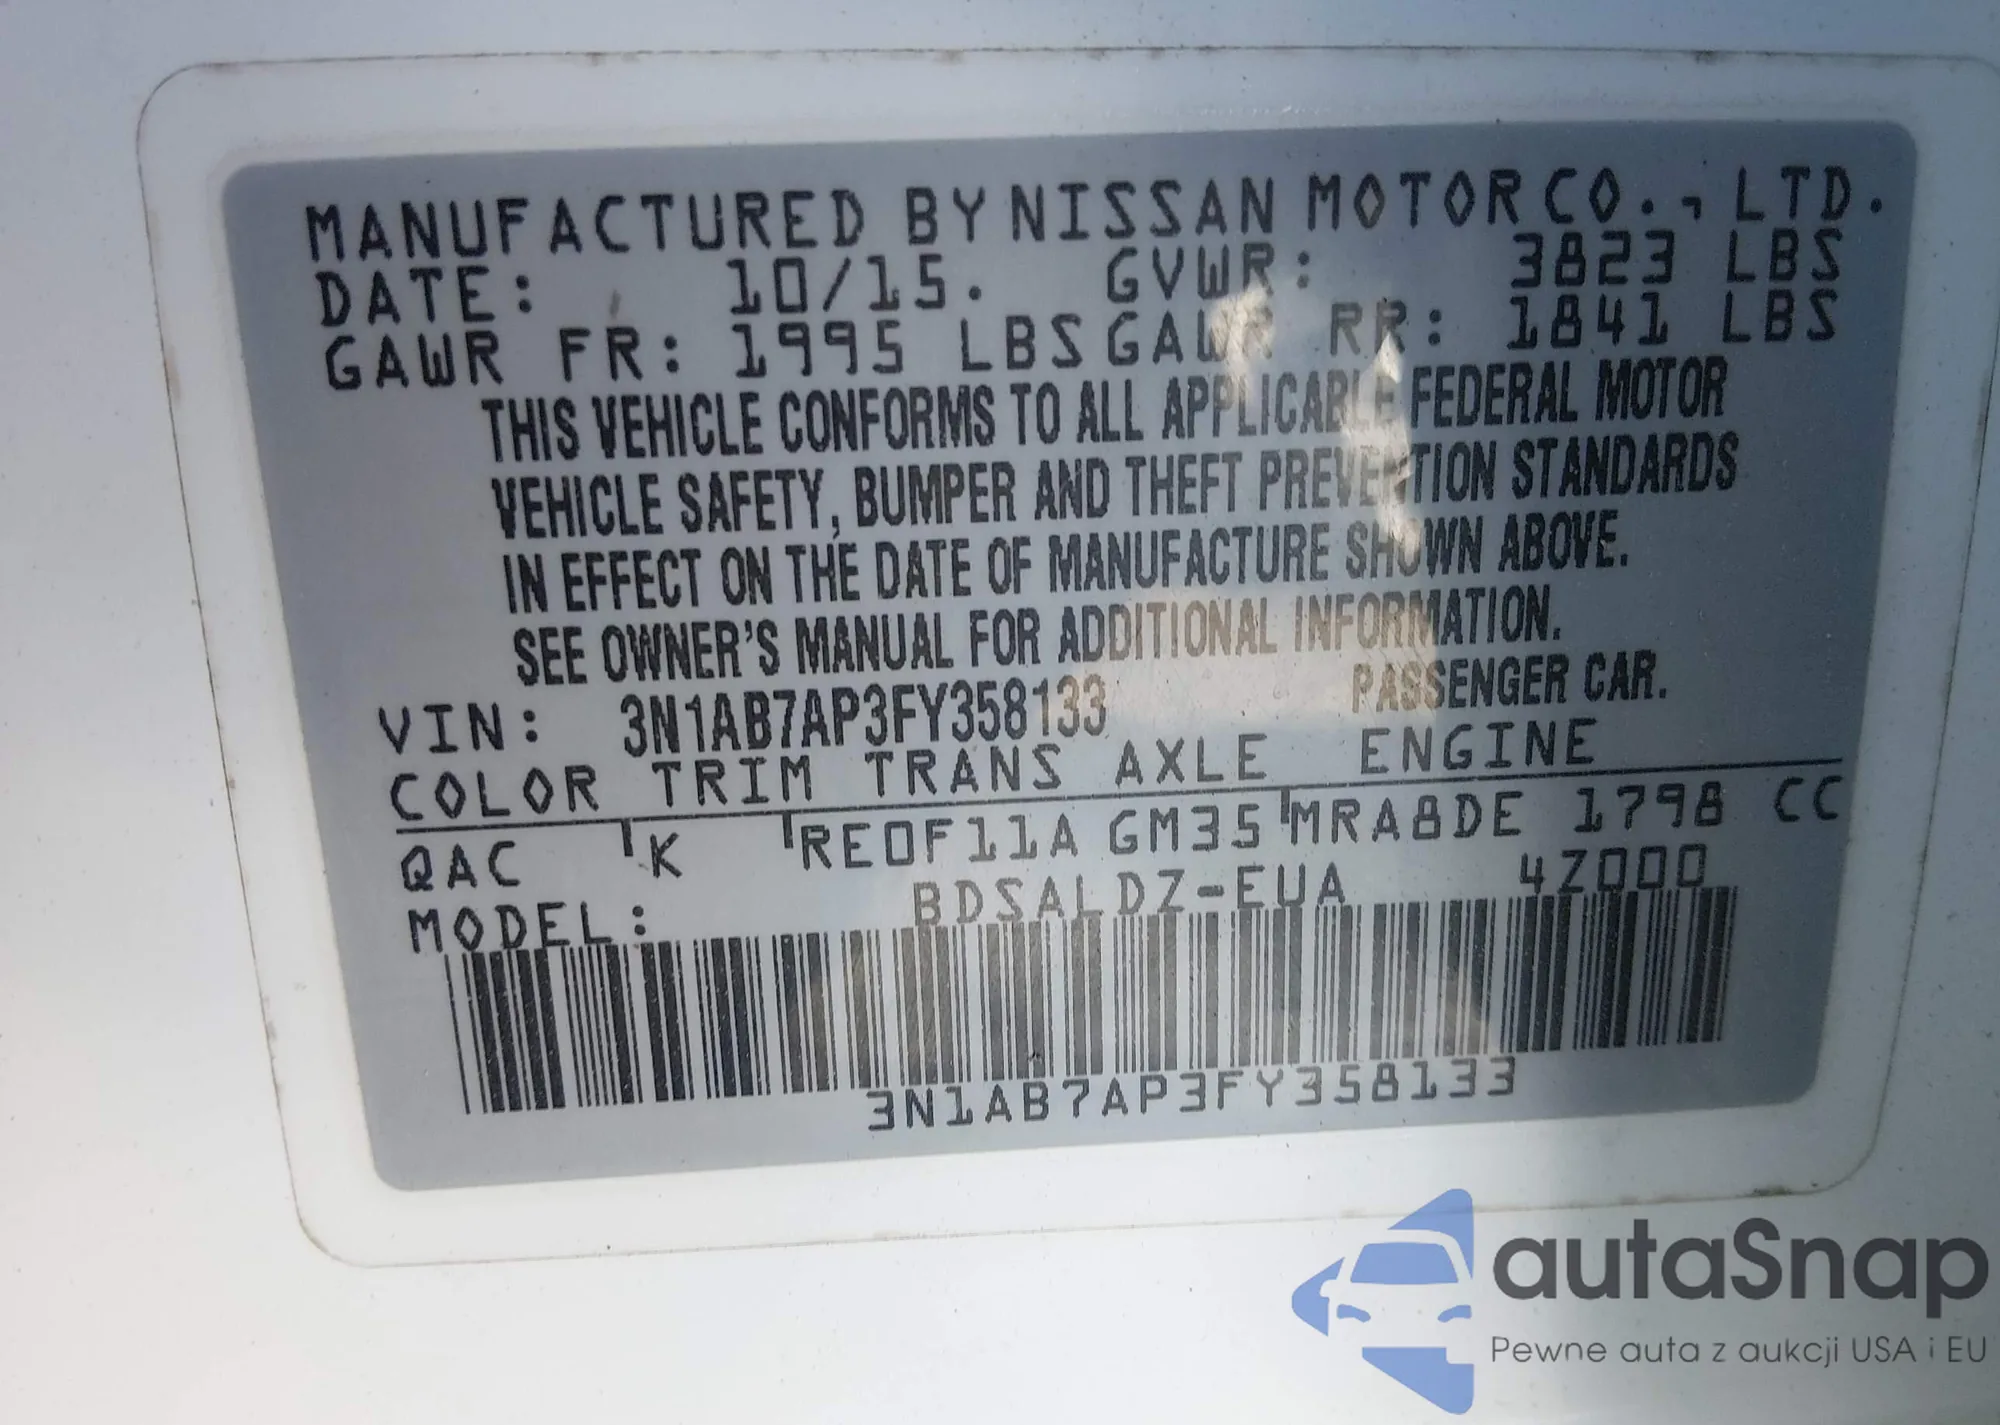 MANUFACTURED BY NISSAN MOTOR CO., LTD.
DATE: 10/15. GVWR: 3823 LBS
GAWR FR: 1995 LBS GAWR RR: 1841 LBS
THIS VEHICLE CONFORMS TO ALL APPLICABLE FEDERAL MOTOR
VEHICLE SAFETY, BUMPER AND THEFT PREVENTION STANDARDS
IN EFFECT ON THE DATE OF MANUFACTURE SHOWN ABOVE.
SEE OWNER'S MANUAL FOR ADDITIONAL INFORMATION.
VIN: 3N1AB7AP3FY358133 PASSENGER CAR.
COLOR TRIM TRANS AXLE ENGINE
QAC K RE0F11A GM35 MRA8DE 1798 CC
MODEL: BDSALDZ-EUA 4Z000
3N1AB7AP3FY358133
autaSnap
Pewne auta z aukcji USA i EU